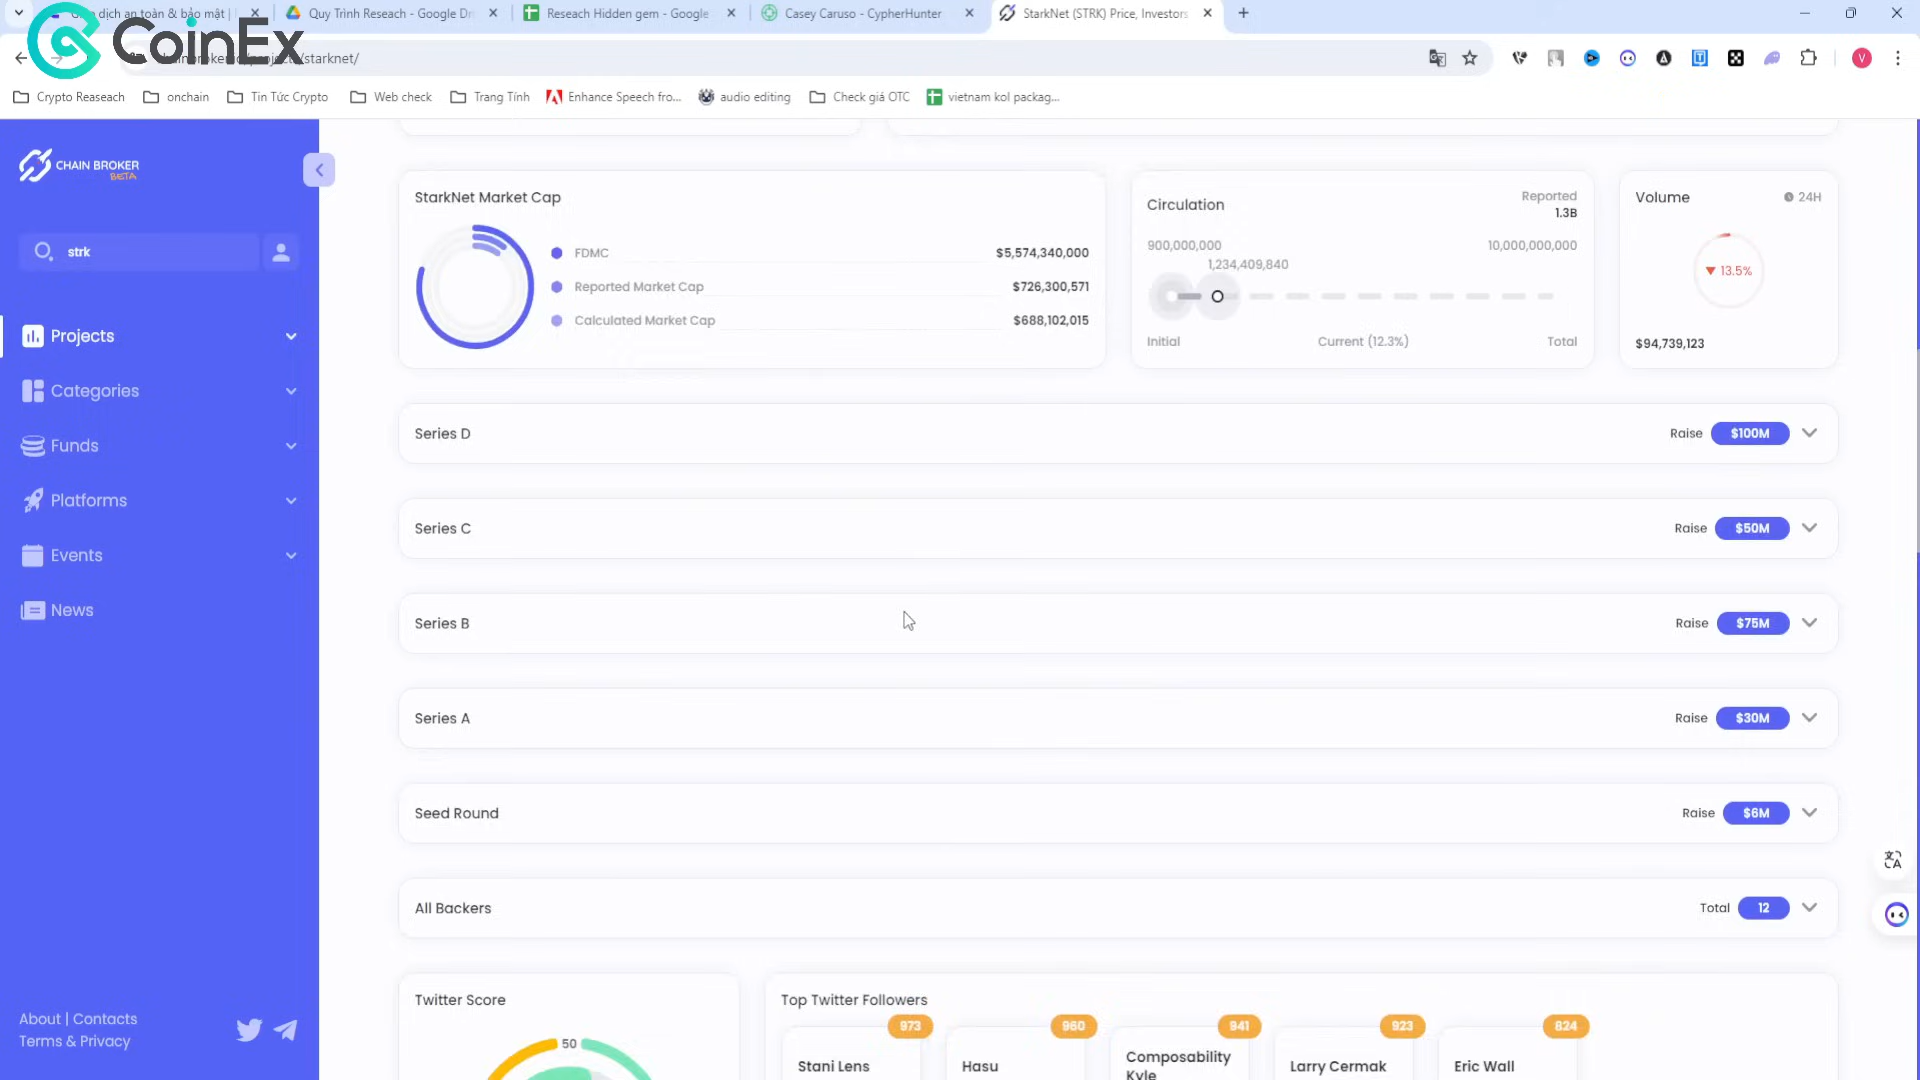 dịch an toàn & bảo mật |
Quy Trình Reseach - Google Dri
Reseach Hidden gem - Google
Casey Caruso - CypherHunter
StarkNet (STRK) Price, Investors
CoinEx
/starknet/
Crypto Reaseach
onchain
Tin Tức Crypto
Web check
Trang Tính
Enhance Speech fro...
audio editing
Check giá OTC
vietnam kol packag...
V
CHAIN BROKER
BETA
strk
Projects
Categories
Funds
Platforms
Events
News
About | Contacts
Terms & Privacy
StarkNet Market Cap
FDMC $5,574,340,000
Reported Market Cap $726,300,571
Calculated Market Cap $688,102,015
Circulation
Reported
1.3B
900,000,000 10,000,000,000
1,234,409,840
Initial Current (12.3%) Total
Volume 24H
▼ 13.5%
$94,739,123
Series D Raise $100M
Series C Raise $50M
Series B Raise $75M
Series A Raise $30M
Seed Round Raise $6M
All Backers Total 12
Twitter Score
50
Top Twitter Followers
973 960 941 923 824
Stani Lens
Hasu
Composability
Kyle
Larry Cermak
Eric Wall